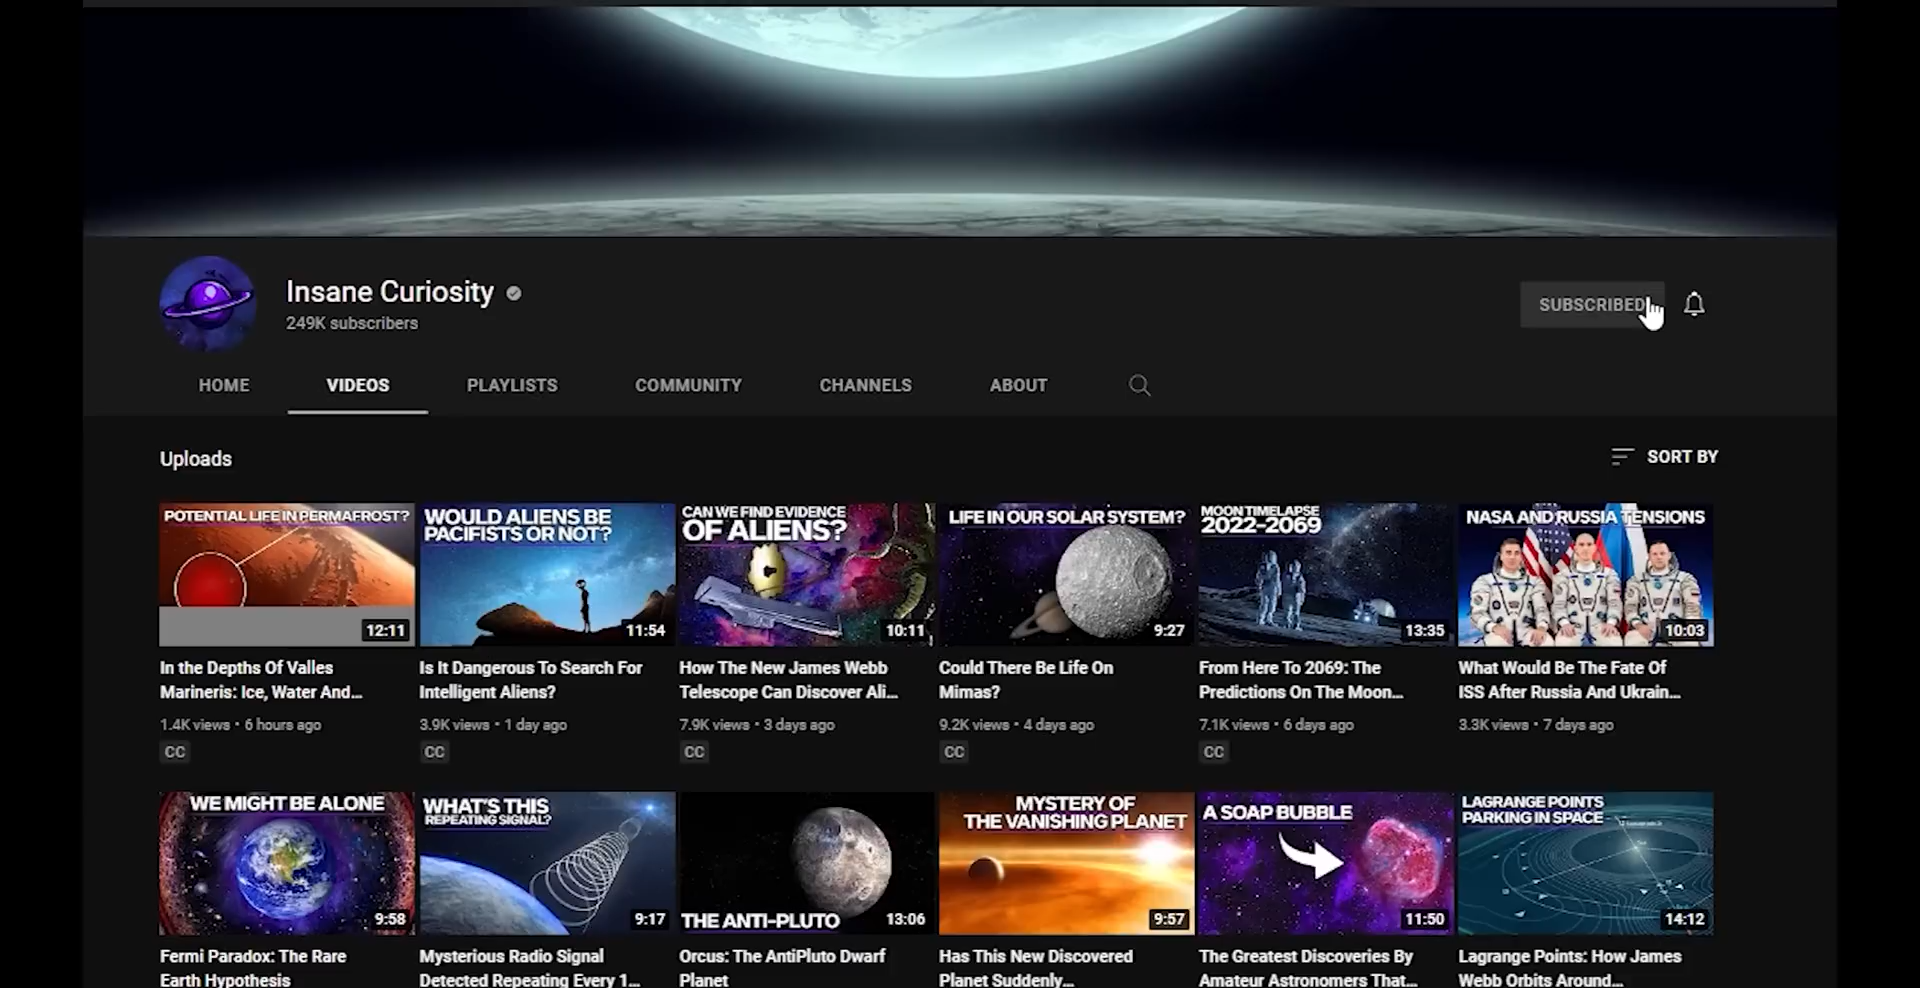 Insane Curiosity
249K subscribers
SUBSCRIBED
HOME VIDEOS PLAYLISTS COMMUNITY CHANNELS ABOUT
Uploads
SORT BY
POTENTIAL LIFE IN PERMAFROST?
12:11
In the Depths Of Valles
Marineris: Ice, Water And...
1.4K views • 6 hours ago
CC
WOULD ALIENS BE
PACIFISTS OR NOT?
11:54
Is It Dangerous To Search For
Intelligent Aliens?
3.9K views • 1 day ago
CC
CAN WE FIND EVIDENCE
OF ALIENS?
10:11
How The New James Webb
Telescope Can Discover Ali...
7.9K views • 3 days ago
CC
LIFE IN OUR SOLAR SYSTEM?
9:27
Could There Be Life On
Mimas?
9.2K views • 4 days ago
CC
MOON TIMELAPSE
2022-2069
13:35
From Here To 2069: The
Predictions On The Moon...
7.1K views • 6 days ago
CC
NASA AND RUSSIA TENSIONS
10:03
What Would Be The Fate Of
ISS After Russia And Ukrain...
3.3K views • 7 days ago
WE MIGHT BE ALONE
9:58
Fermi Paradox: The Rare
Earth Hypothesis
WHAT'S THIS
REPEATING SIGNAL?
9:17
Mysterious Radio Signal
Detected Repeating Every 1...
THE ANTI-PLUTO
13:06
Orcus: The AntiPluto Dwarf
Planet
MYSTERY OF
THE VANISHING PLANET
9:57
Has This New Discovered
Planet Suddenly...
A SOAP BUBBLE
11:50
The Greatest Discoveries By
Amateur Astronomers That...
LAGRANGE POINTS
PARKING IN SPACE
14:12
Lagrange Points: How James
Webb Orbits Around...